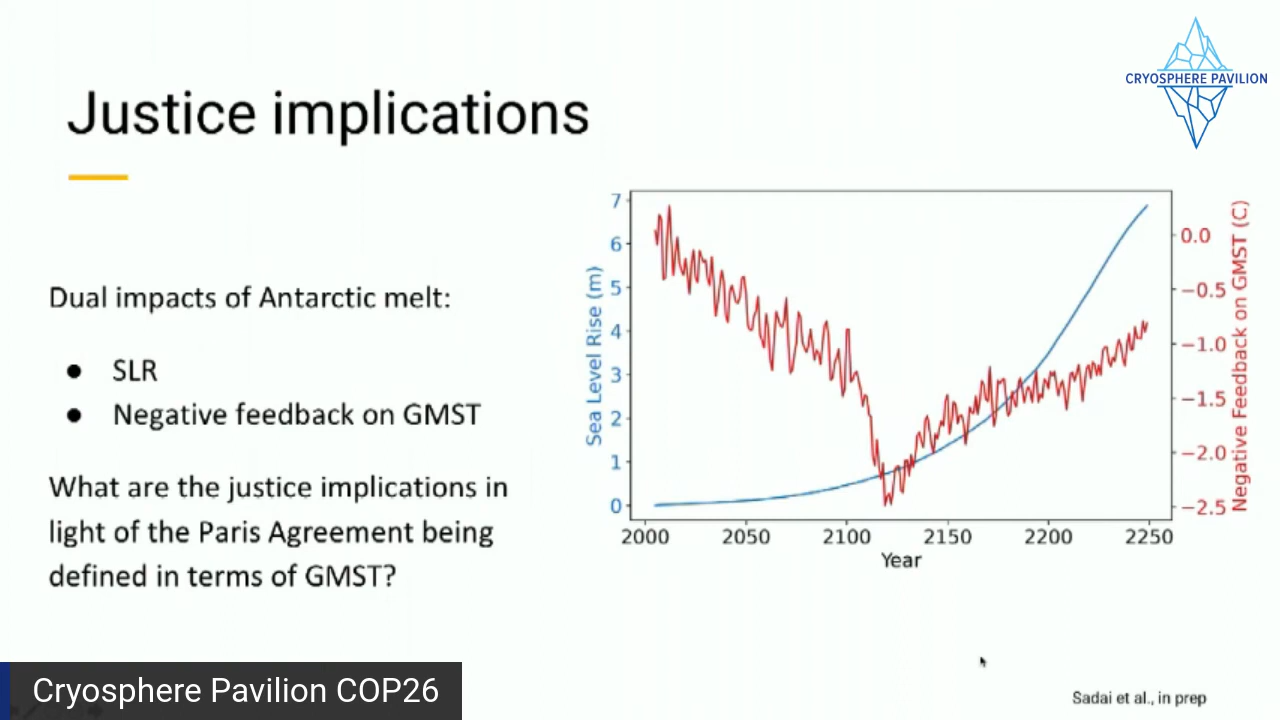 CRYOSPHERE PAVILION
Justice implications
Dual impacts of Antarctic melt:
● SLR
● Negative feedback on GMST
What are the justice implications in
light of the Paris Agreement being
defined in terms of GMST?
Sea Level Rise (m)
7
6
5
4
3
2
1
0
2000 2050 2100 2150 2200 2250
Year
0.0
−0.5
−1.0
−1.5
−2.0
−2.5
Negative Feedback on GMST (C)
Cryosphere Pavilion COP26
Sadai et al., in prep